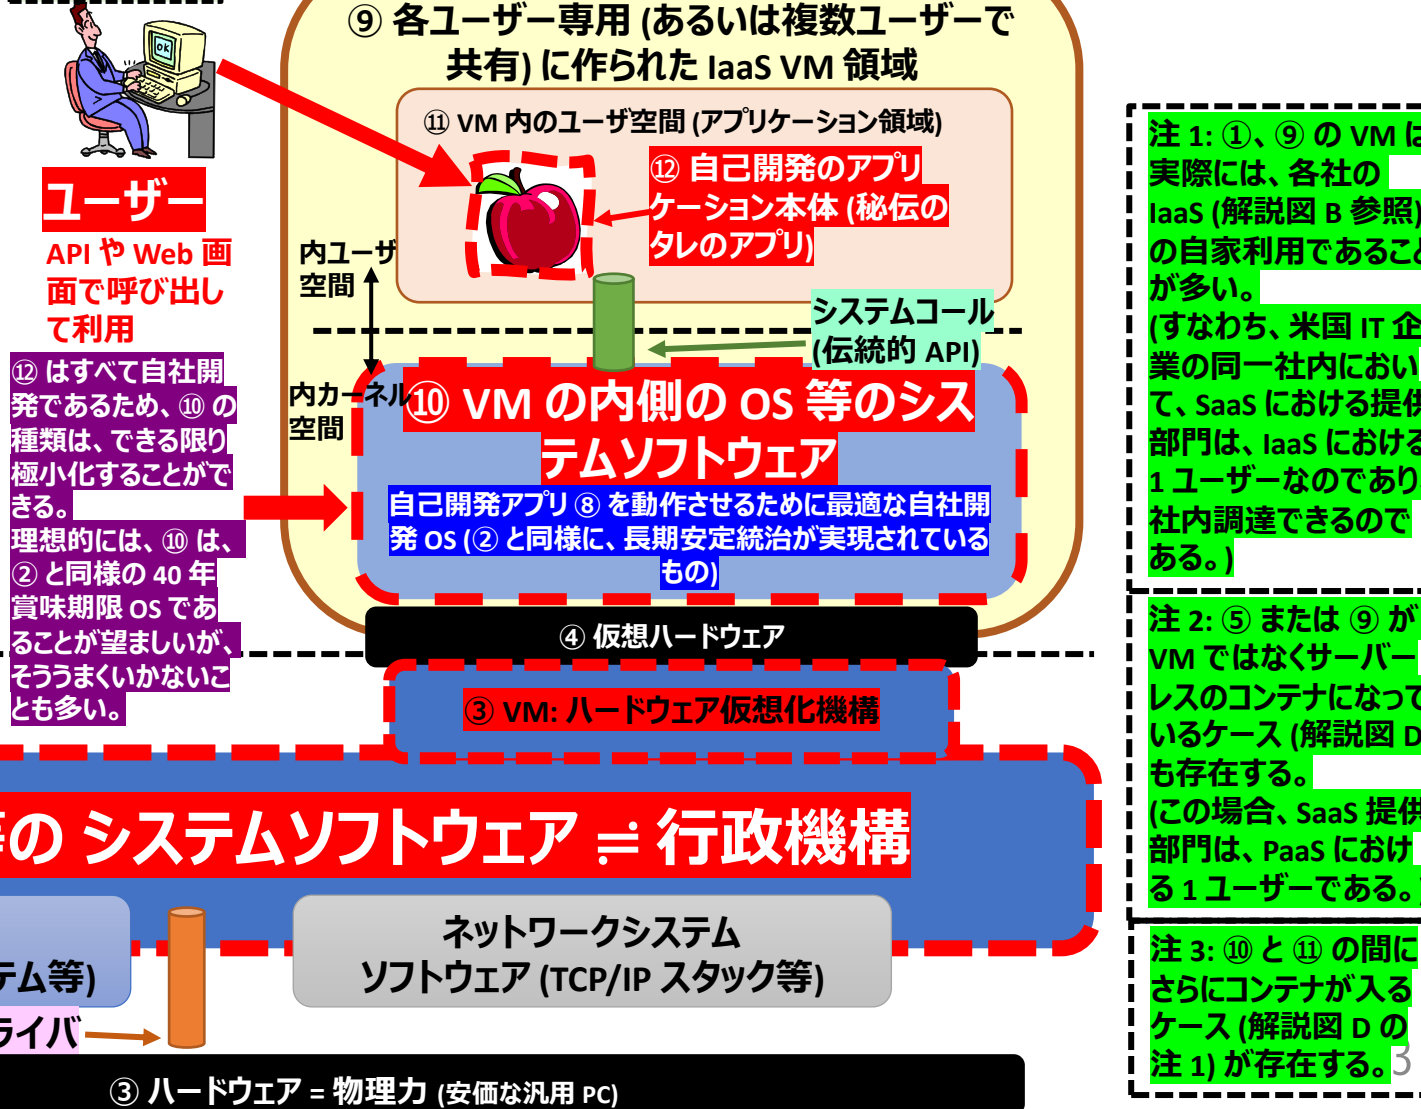 OK
ユーザー
API や Web 画
面で呼び出し
て利用
⑫ はすべて自社開
発であるため、⑩ の
種類は、できる限り
極小化することがで
きる。
理想的には、⑩ は、
② と同様の 40 年
賞味期限 OS であ
ることが望ましいが、
そううまくいかないこ
とも多い。
⑨ 各ユーザー専用 (あるいは複数ユーザーで
共有) に作られた IaaS VM 領域
⑪ VM 内のユーザ空間 (アプリケーション領域)
⑫ 自己開発のアプリ
ケーション本体 (秘伝の
タレのアプリ)
内ユーザ
空間
システムコール
(伝統的 API)
内カーネル
空間
⑩ VM の内側の OS 等のシス
テムソフトウェア
自己開発アプリ ⑧ を動作させるために最適な自社開
発 OS (② と同様に、長期安定統治が実現されている
もの)
④ 仮想ハードウェア
③ VM: ハードウェア仮想化機構
等の システムソフトウェア ≒ 行政機構
ネットワークシステム
ソフトウェア (TCP/IP スタック等)
テム等)
ライバ
③ ハードウェア = 物理力 (安価な汎用 PC)
注 1: ①、⑨ の VM は
実際には、各社の
IaaS (解説図 B 参照)
の自家利用であること
が多い。
(すなわち、米国 IT 企
業の同一社内におい
て、SaaS における提供
部門は、IaaS における
1 ユーザーなのであり
社内調達できるので
ある。)
注 2: ⑤ または ⑨ が
VM ではなくサーバー
レスのコンテナになって
いるケース (解説図 D
も存在する。
(この場合、SaaS 提供
部門は、PaaS におけ
る 1 ユーザーである。)
注 3: ⑩ と ⑪ の間に
さらにコンテナが入る
ケース (解説図 D の
注 1) が存在する。
3